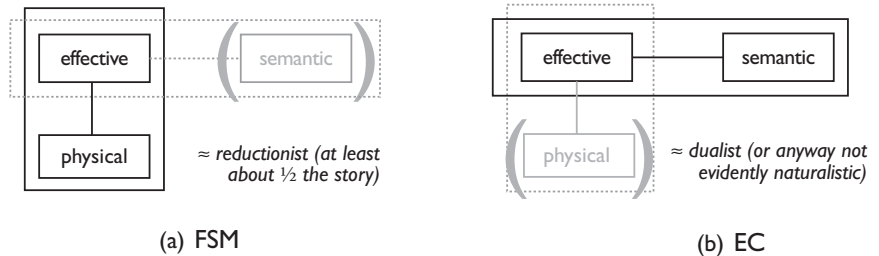 effective
semantic
physical
≈ reductionist (at least
about ½ the story)
(a) FSM
effective
semantic
physical
≈ dualist (or anyway not
evidently naturalistic)
(b) EC